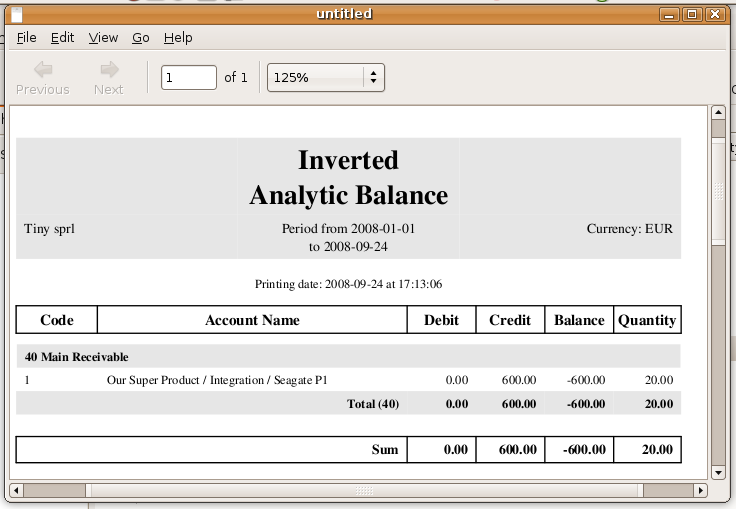 untitled
File Edit View Go Help
Previous Next 1 of 1 125%
Inverted
Analytic Balance
Tiny sprl Period from 2008-01-01 Currency: EUR
to 2008-09-24
Printing date: 2008-09-24 at 17:13:06
Code Account Name Debit Credit Balance Quantity
40 Main Receivable
1 Our Super Product / Integration / Seagate P1 0.00 600.00 -600.00 20.00
Total (40) 0.00 600.00 -600.00 20.00
Sum 0.00 600.00 -600.00 20.00